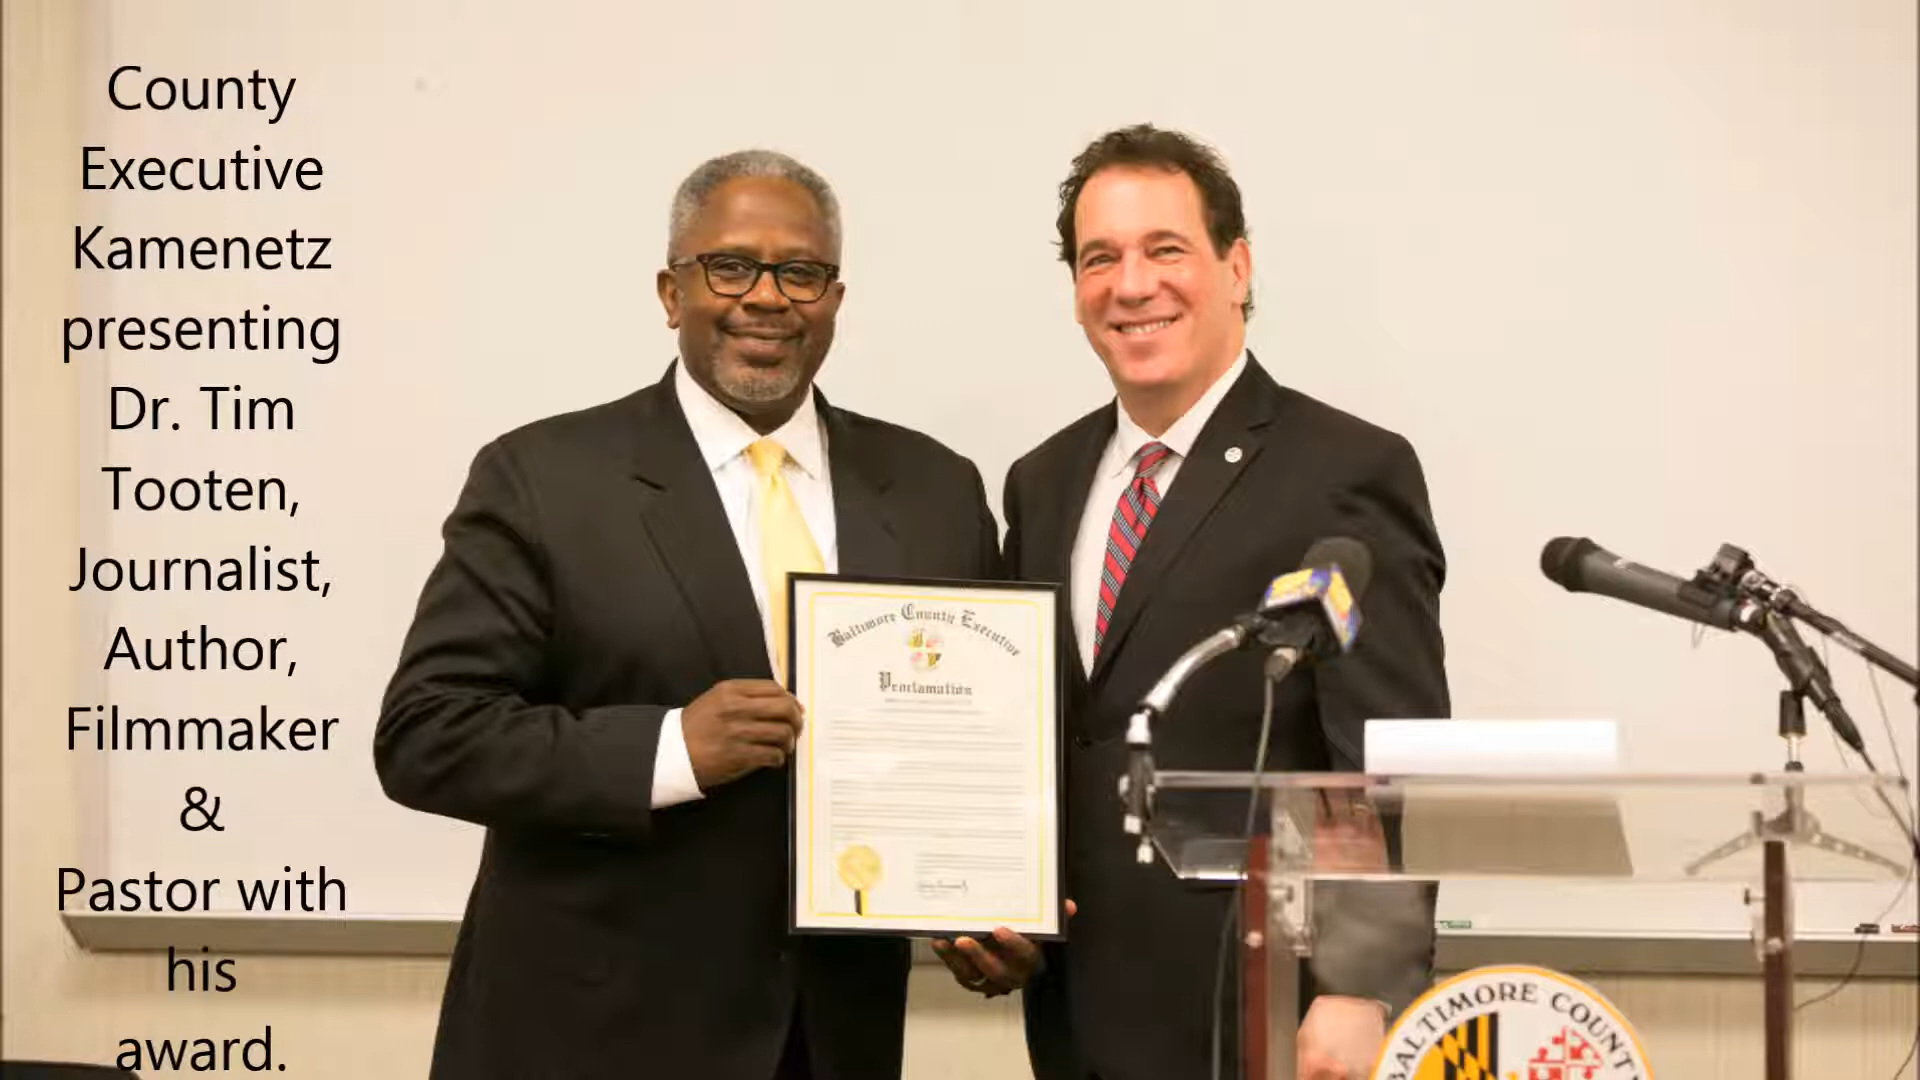 County
Executive
Kamenetz
presenting
Dr. Tim
Tooten,
Journalist,
Author,
Filmmaker
&
Pastor with
his
award.
Baltimore County Executive
Proclamation
BALTIMORE COUNTY